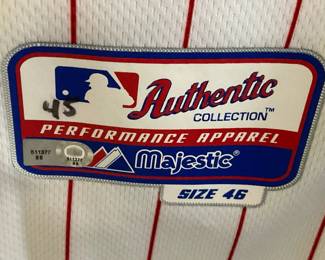 45
Authentic
COLLECTION™
PERFORMANCE APPAREL
Majestic®
SIZE 46